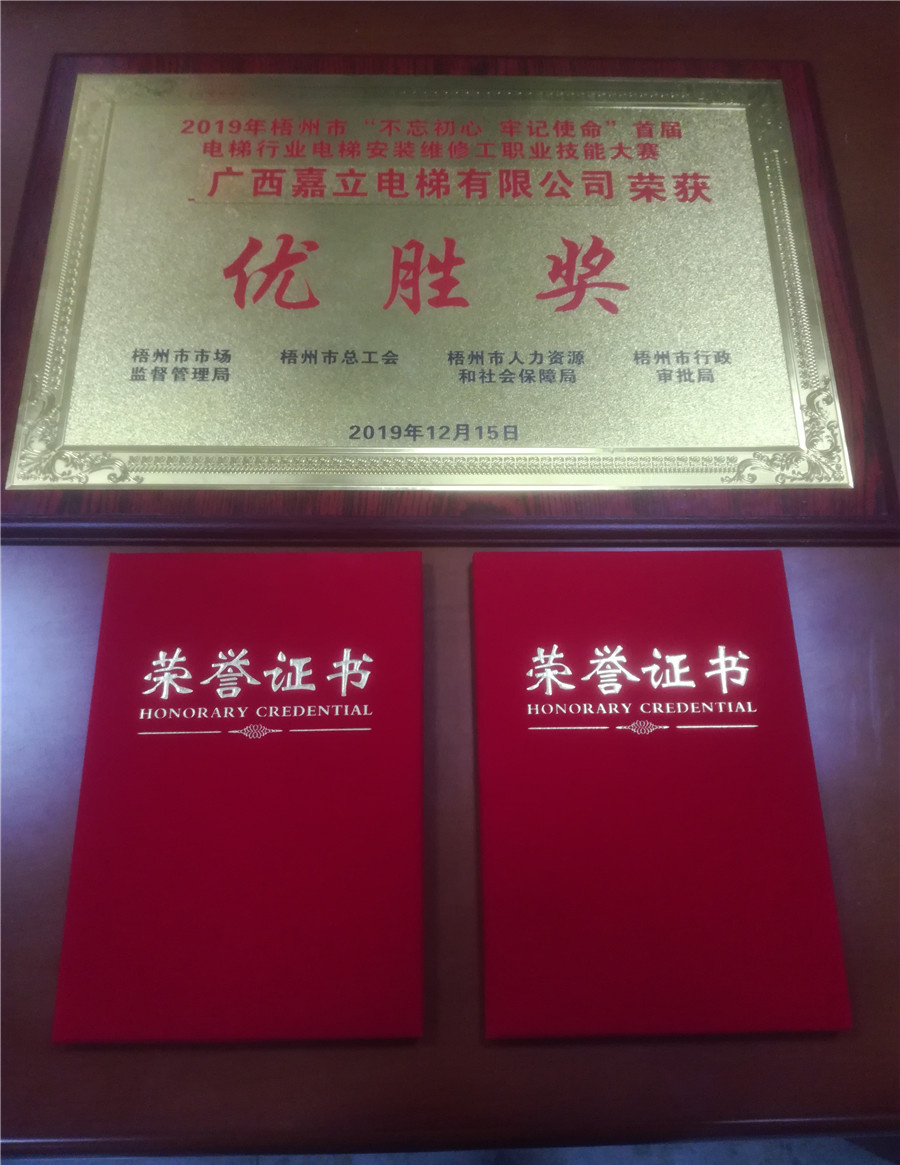 2019年梧州市“不忘初心 牢记使命”首届
电梯行业电梯安装维修工职业技能大赛
广西嘉立电梯有限公司 荣获
优胜奖
梧州市市场
监督管理局
梧州市总工会
梧州市人力资源
和社会保障局
梧州市行政
审批局
2019年12月15日
荣誉证书
HONORARY CREDENTIAL
荣誉证书
HONORARY CREDENTIAL